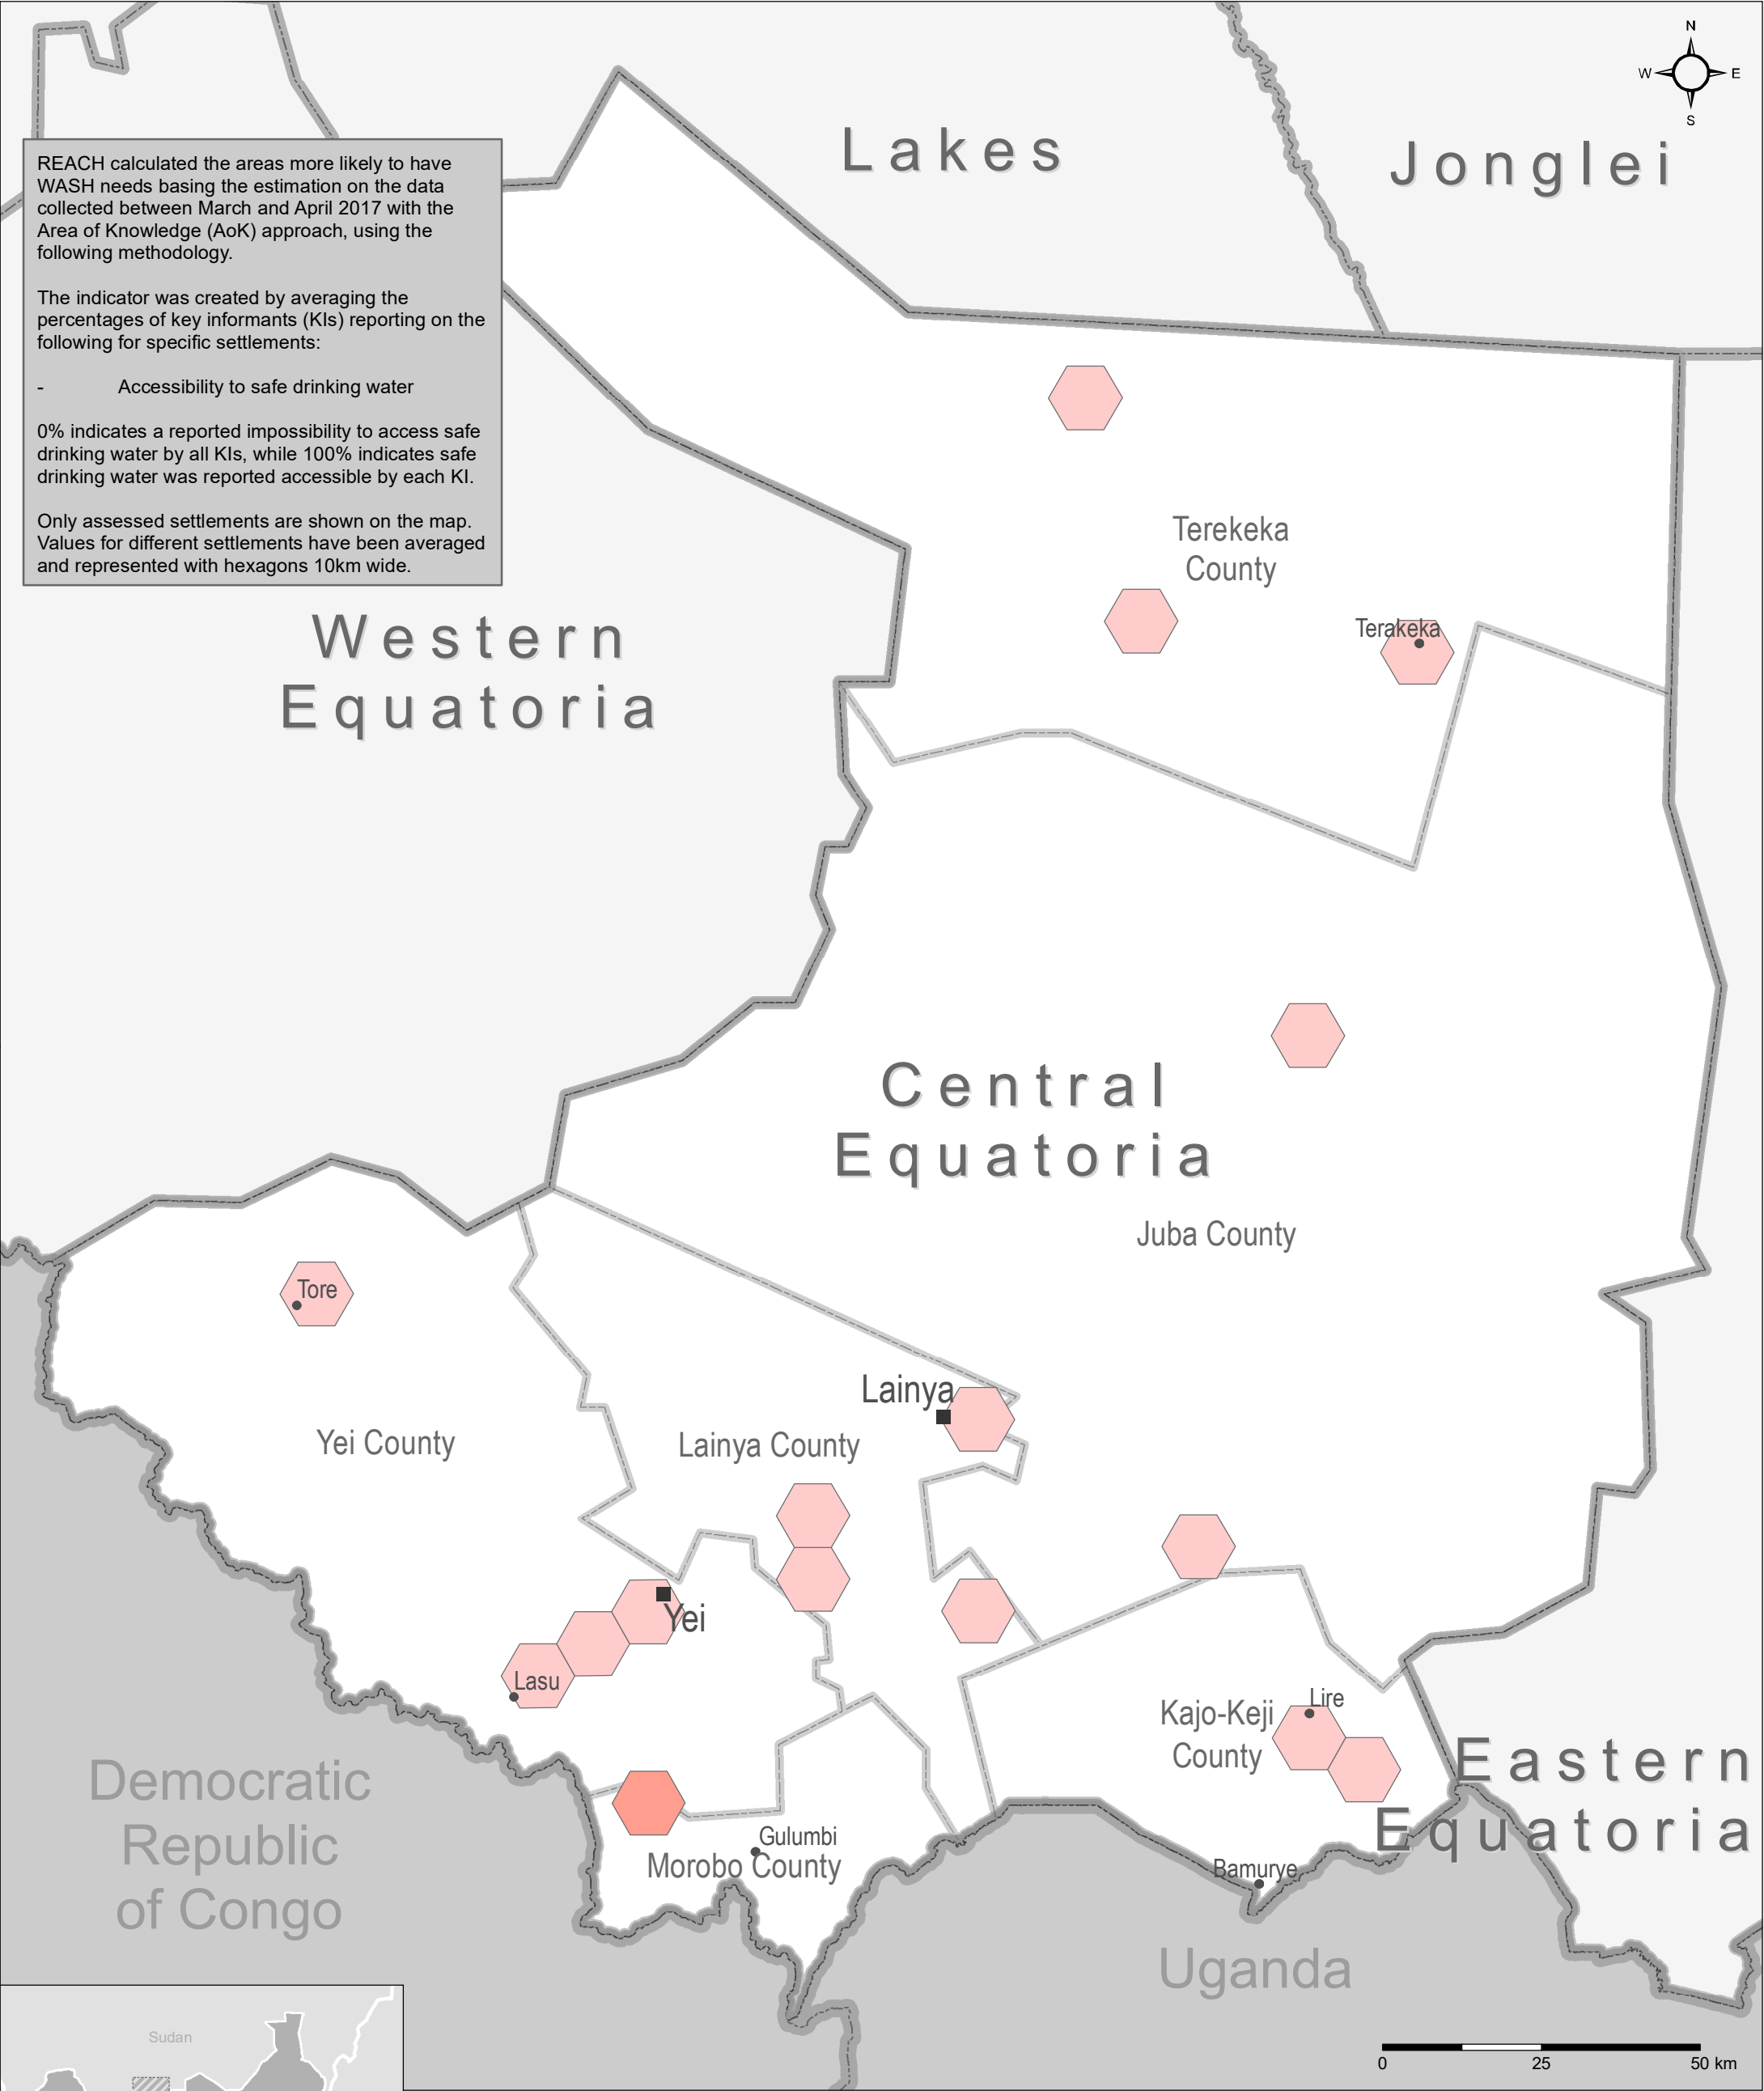 N
W E
S
Lakes
Jonglei
REACH calculated the areas more likely to have
WASH needs basing the estimation on the data
collected between March and April 2017 with the
Area of Knowledge (AoK) approach, using the
following methodology.
The indicator was created by averaging the
percentages of key informants (KIs) reporting on the
following for specific settlements:
- Accessibility to safe drinking water
0% indicates a reported impossibility to access safe
drinking water by all KIs, while 100% indicates safe
drinking water was reported accessible by each KI.
Only assessed settlements are shown on the map.
Values for different settlements have been averaged
and represented with hexagons 10km wide.
Terekeka
County
Terakeka
Western
Equatoria
Central
Equatoria
Juba County
Tore
Lainya
Yei County
Lainya County
Yei
Lasu
Lire
Kajo-Keji
County
Eastern
Equatoria
Democratic
Republic
of Congo
Gulumbi
Morobo County
Bamurye
Uganda
Sudan
0 25 50 km